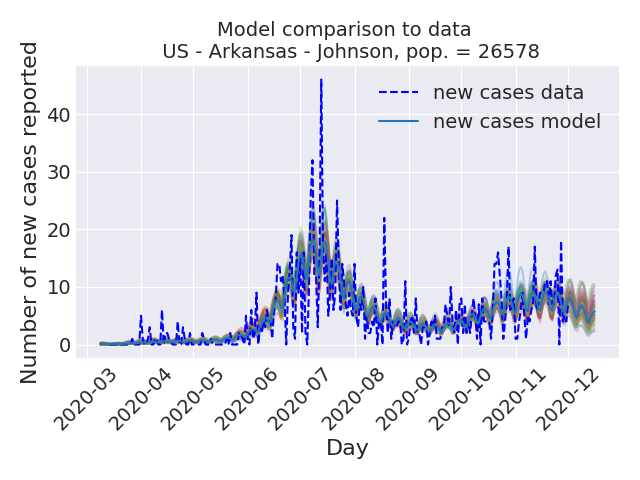 Model comparison to data
US - Arkansas - Johnson, pop. = 26578
Number of new cases reported
40
30
20
10
0
new cases data
new cases model
2020-03
2020-04
2020-05
2020-06
2020-07
2020-08
2020-09
2020-10
2020-11
2020-12
Day